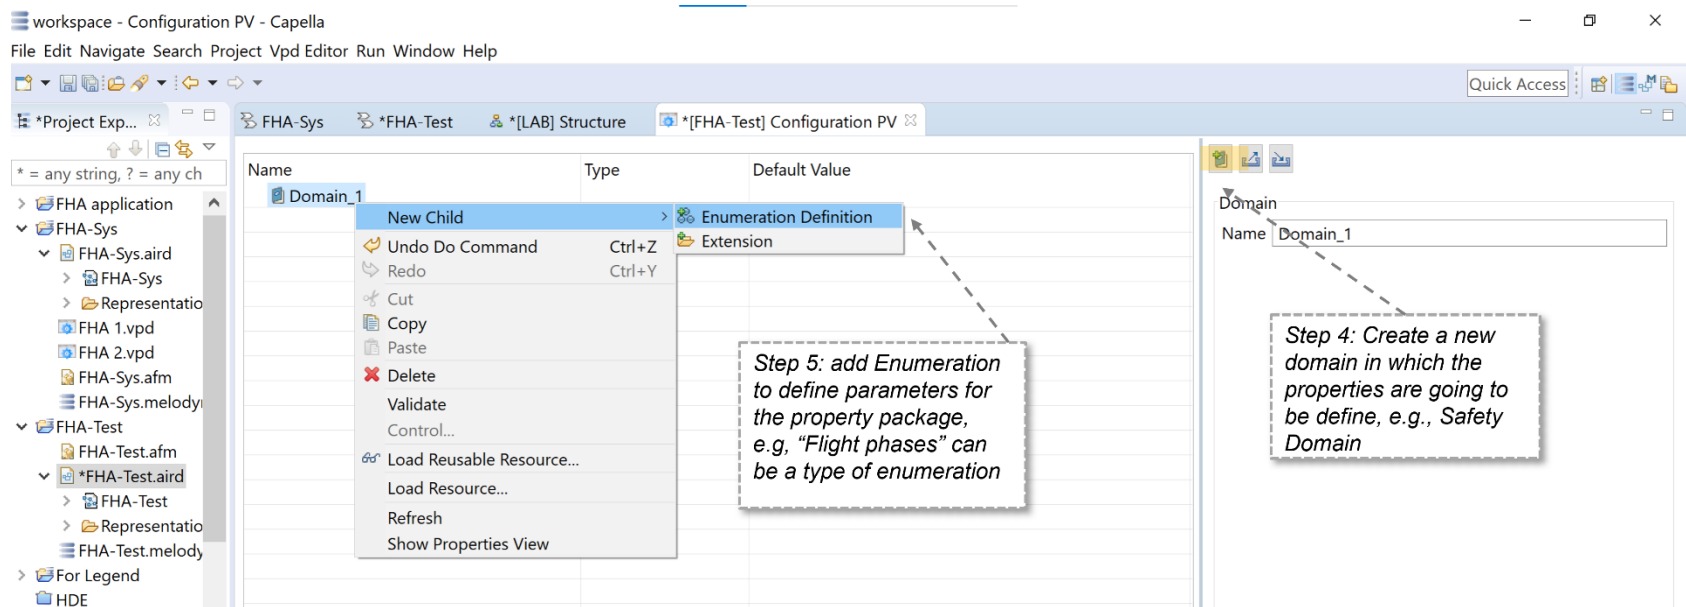 workspace - Configuration PV - Capella
File Edit Navigate Search Project Vpd Editor Run Window Help
Quick Access
*Project Exp...
FHA-Sys
*FHA-Test
*[LAB] Structure
*[FHA-Test] Configuration PV
* = any string, ? = any ch
FHA application
FHA-Sys
FHA-Sys.aird
FHA-Sys
Representatio
FHA 1.vpd
FHA 2.vpd
FHA-Sys.afm
FHA-Sys.melody
FHA-Test
FHA-Test.afm
*FHA-Test.aird
FHA-Test
Representatio
FHA-Test.melody
For Legend
HDE
Name
Type
Default Value
Domain_1
New Child
Undo Do Command Ctrl+Z
Redo Ctrl+Y
Cut
Copy
Paste
Delete
Validate
Control...
Load Reusable Resource...
Load Resource...
Refresh
Show Properties View
Enumeration Definition
Extension
Step 5: add Enumeration
to define parameters for
the property package,
e.g, “Flight phases” can
be a type of enumeration
Domain
Name Domain_1
Step 4: Create a new
domain in which the
properties are going to
be define, e.g., Safety
Domain